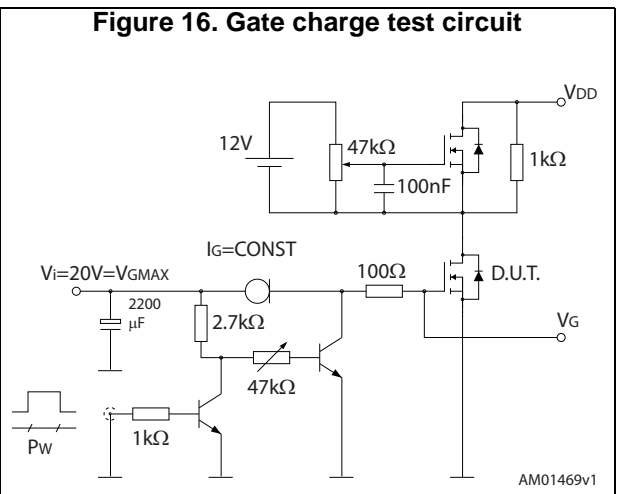 Figure 16. Gate charge test circuit
VDD
12V
47kΩ
1kΩ
100nF
IG=CONST
Vi=20V=VGMAX
100Ω
D.U.T.
2200
μF
2.7kΩ
VG
47kΩ
1kΩ
PW
AM01469v1